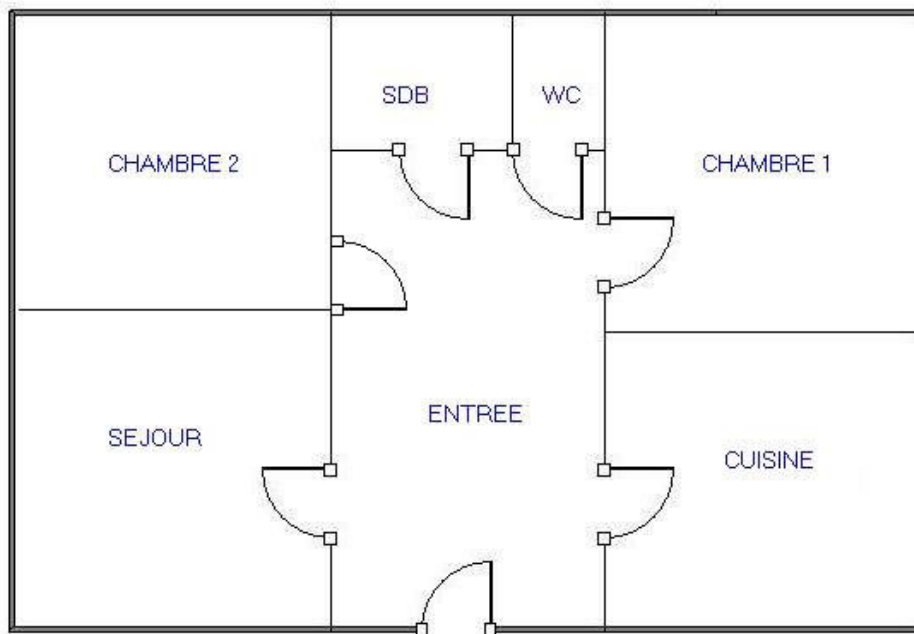 SDB
WC
CHAMBRE 2
CHAMBRE 1
ENTREE
SEJOUR
CUISINE